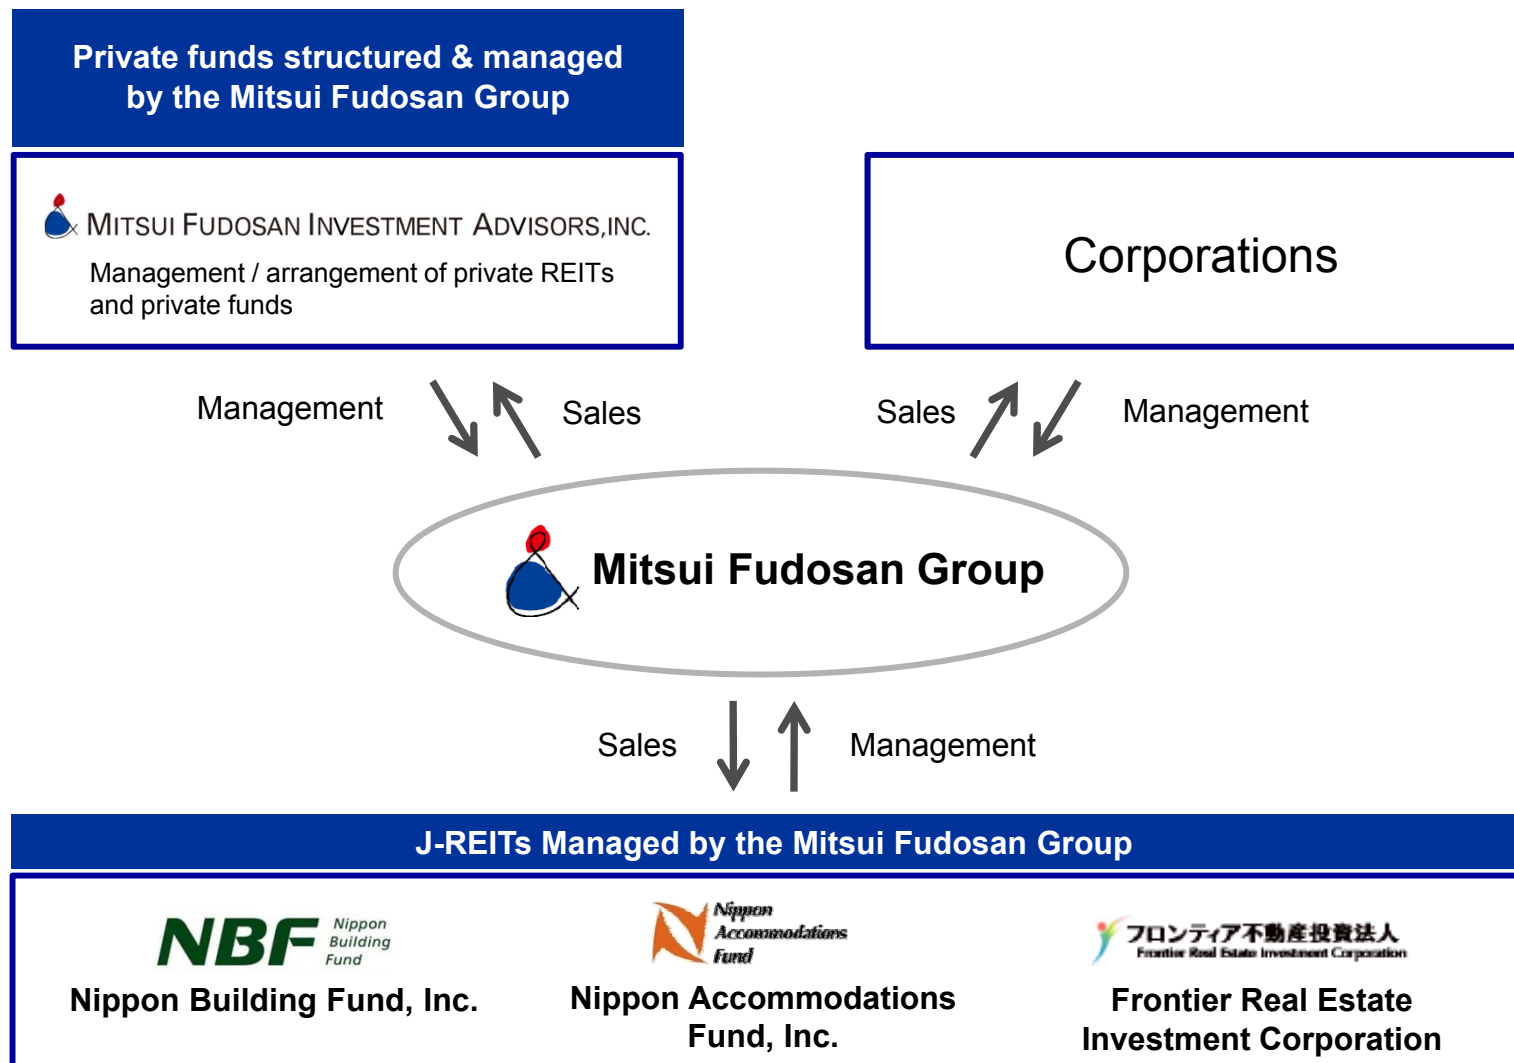 Private funds structured & managed
by the Mitsui Fudosan Group
MITSUI FUDOSAN INVESTMENT ADVISORS,INC.
Management / arrangement of private REITs
and private funds
Corporations
Management
Sales
Sales
Management
Mitsui Fudosan Group
Sales
Management
J-REITs Managed by the Mitsui Fudosan Group
NBF
Nippon
Building
Fund
Nippon Building Fund, Inc.
Nippon
Accommodations
Fund
Nippon Accommodations
Fund, Inc.
フロンティア不動産投資法人
Frontier Real Estate Investment Corporation
Frontier Real Estate
Investment Corporation